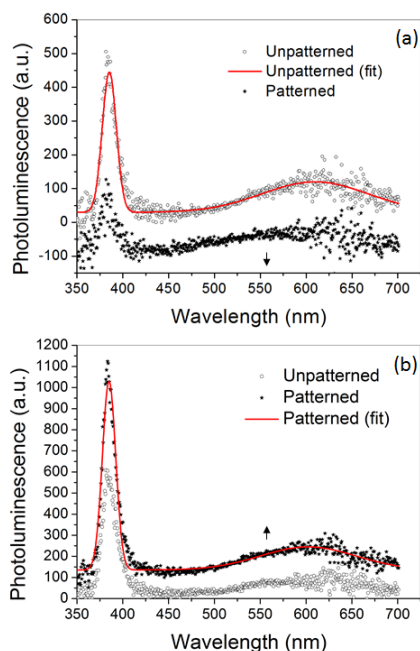 (a)
Unpatterned
Unpatterned (fit)
Patterned
Photoluminescence (a.u.)
600
500
400
300
200
100
0
-100
350 400 450 500 550 600 650 700
Wavelength (nm)
(b)
Unpatterned
Patterned
Patterned (fit)
Photoluminescence (a.u.)
1200
1100
1000
900
800
700
600
500
400
300
200
100
0
350 400 450 500 550 600 650 700
Wavelength (nm)